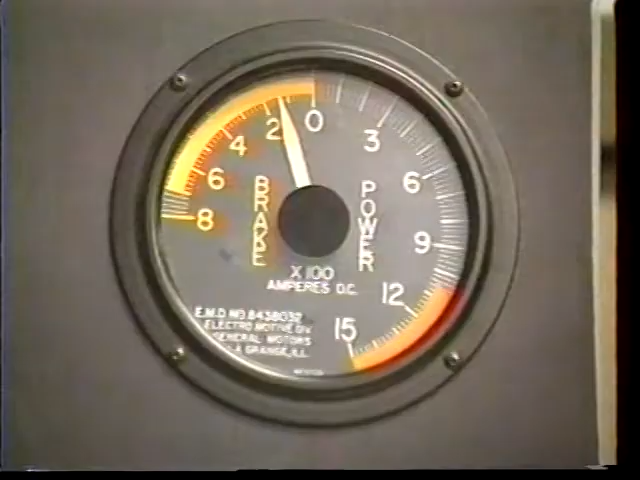 0
2
3
4
6
6
8
9
12
15
BRAKE
POWER
X 100
AMPERES D.C.
E.M.D NO. 8438032
ELECTRO MOTIVE DIV
GENERAL MOTORS
LA GRANGE, ILL.